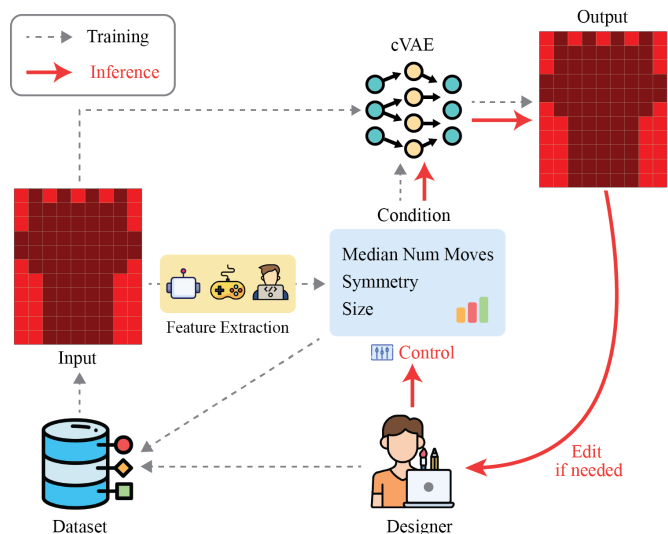 Output
Training
Inference
cVAE
Condition
Median Num Moves
Symmetry
Size
Feature Extraction
Input
Control
Edit
if needed
Dataset
Designer